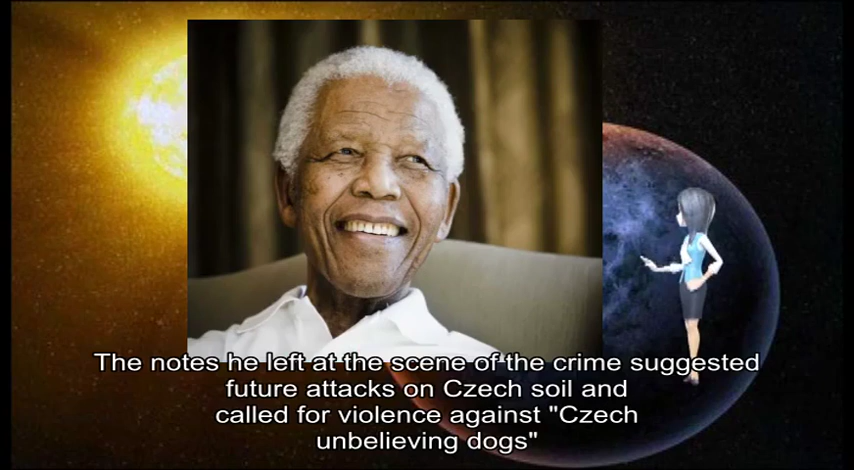 The notes he left at the scene of the crime suggested
future attacks on Czech soil and
called for violence against "Czech
unbelieving dogs"